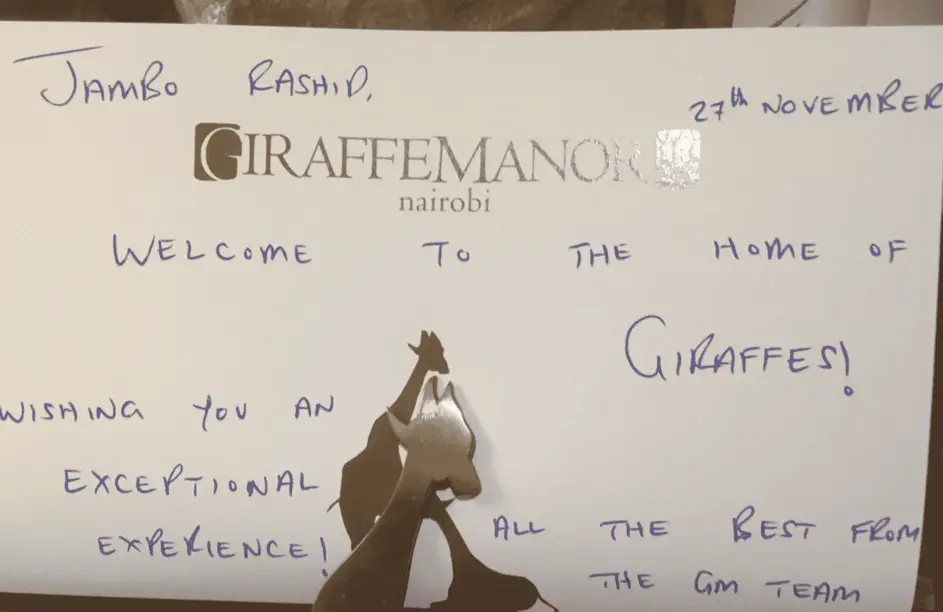 JAMBO RASHID,
27th NOVEMBER
GIRAFFEMANOR
nairobi
WELCOME TO THE HOME OF
GIRAFFES!
WISHING YOU AN
EXCEPTIONAL
EXPERIENCE!
ALL THE BEST FROM
THE GM TEAM